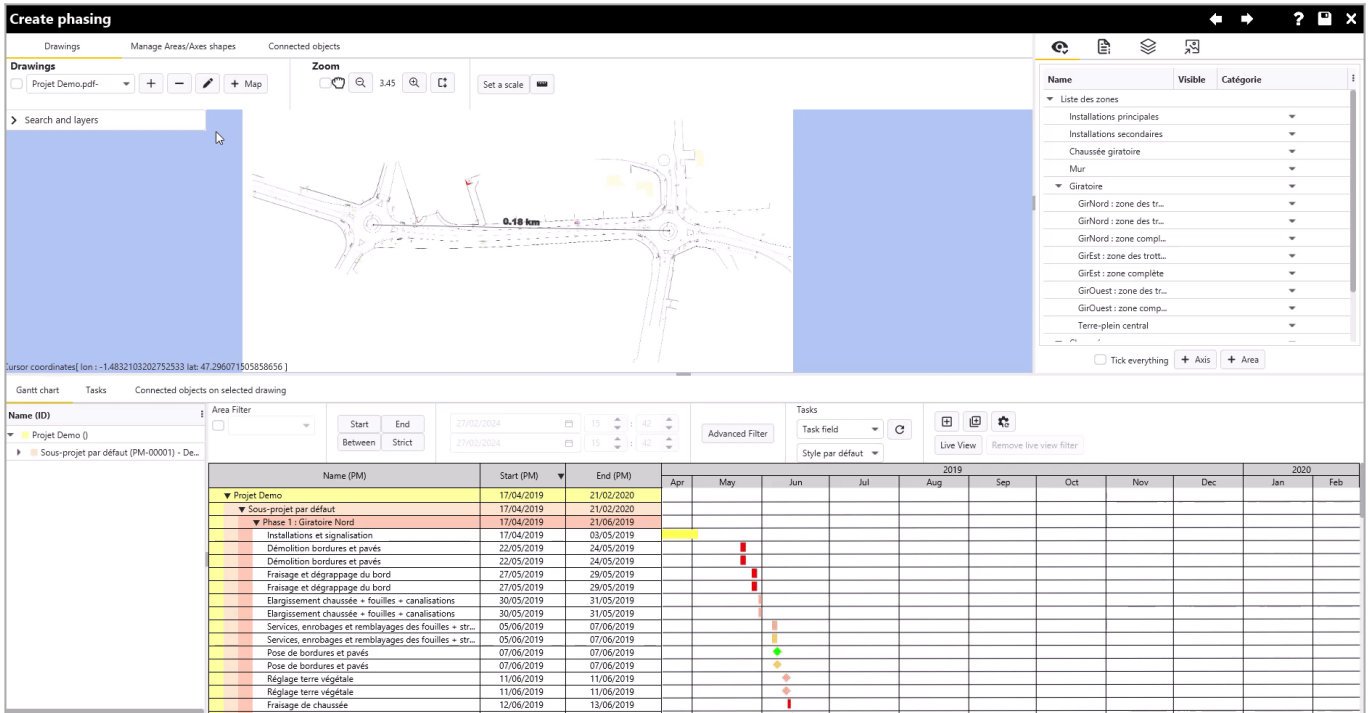 Create phasing
?
Drawings Manage Areas/Axes shapes Connected objects
Drawings Zoom
Projet Demo.pdf- + Map 3.45 Set a scale
Search and layers
0.18 km
Cursor coordinates[ lon : -1.4832103202752533 lat: 47.296071505858656 ]
Name Visible Catégorie
Liste des zones
Installations principales
Installations secondaires
Chaussée giratoire
Mur
Giratoire
GirNord : zone des tr...
GirNord : zone des tr...
GirNord : zone compl...
GirEst : zone des trott...
GirEst : zone complète
GirOuest : zone des tr...
GirOuest : zone comp...
Terre-plein central
Tick everything + Axis + Area
Gantt chart Tasks Connected objects on selected drawing
Name (ID)
Projet Demo ()
Sous-projet par défaut (PM-00001) - De...
Area Filter
Start End
Between Strict
27/02/2024 15 : 42
27/02/2024 15 : 42
Advanced Filter
Tasks
Task field
Style par défaut
Live View Remove live view filter
Name (PM) Start (PM) End (PM) 2019 2020
Apr May Jun Jul Aug Sep Oct Nov Dec Jan Feb
Projet Demo 17/04/2019 21/02/2020
Sous-projet par défaut 17/04/2019 21/02/2020
Phase 1 : Giratoire Nord 17/04/2019 21/06/2019
Installations et signalisation 17/04/2019 03/05/2019
Démolition bordures et pavés 22/05/2019 24/05/2019
Démolition bordures et pavés 22/05/2019 24/05/2019
Fraisage et dégrappage du bord 27/05/2019 29/05/2019
Fraisage et dégrappage du bord 27/05/2019 29/05/2019
Elargissement chaussée + fouilles + canalisations 30/05/2019 31/05/2019
Elargissement chaussée + fouilles + canalisations 30/05/2019 31/05/2019
Services, enrobages et remblayages des fouilles + str... 05/06/2019 07/06/2019
Services, enrobages et remblayages des fouilles + str... 05/06/2019 07/06/2019
Pose de bordures et pavés 07/06/2019 07/06/2019
Pose de bordures et pavés 07/06/2019 07/06/2019
Réglage terre végétale 11/06/2019 11/06/2019
Réglage terre végétale 11/06/2019 11/06/2019
Fraisage de chaussée 12/06/2019 13/06/2019